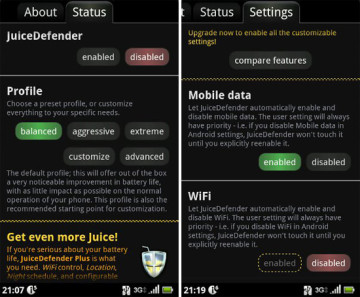 About Status
JuiceDefender
enabled disabled
Profile
Choose a preset profile, or customize
everything to your specific needs.
balanced aggressive extreme
customize advanced
The default profile; this will offer out of the box
a very noticeable improvement in battery life,
with as little impact as possible on the normal
operation of your phone. This profile is also the
recommended starting point for customization.
Get even more Juice!
If you're serious about your battery
life, JuiceDefender Plus is what
you need. WiFi control, Location,
Night schedule, and configurable
21:07 3G
t Status Settings
Upgrade now to enable all the customizable
settings!
compare features
Mobile data
Let JuiceDefender automatically enable and
disable mobile data. The user setting will always
have priority - i.e. if you disable Mobile data in
Android settings, JuiceDefender won't touch it
until you explicitly reenable it.
enabled disabled
WiFi
Let JuiceDefender automatically enable and
disable WiFi. The user setting will always have
priority - i.e. if you disable WiFi in Android
settings, JuiceDefender won't touch it until you
explicitly reenable it.
enabled disabled
21:19 3G